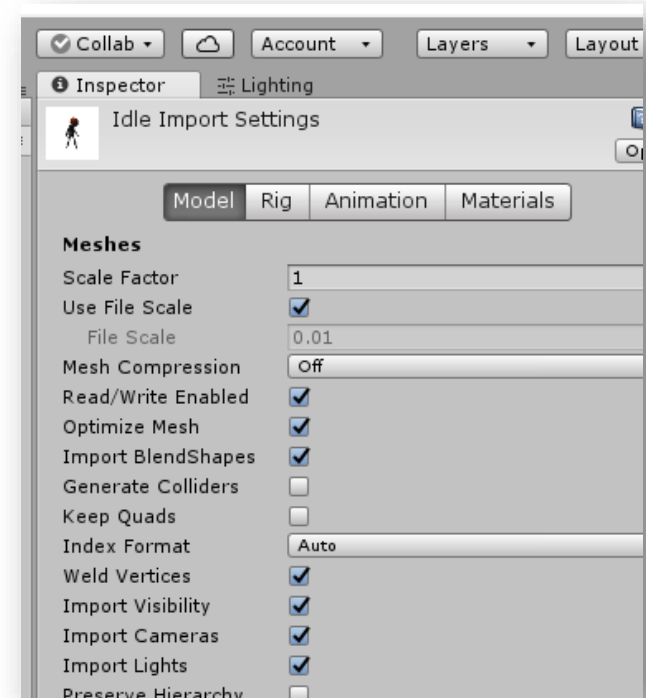 Collab Account Layers Layout
Inspector Lighting
Idle Import Settings
Model Rig Animation Materials
Meshes
Scale Factor 1
Use File Scale
File Scale 0.01
Mesh Compression Off
Read/Write Enabled
Optimize Mesh
Import BlendShapes
Generate Colliders
Keep Quads
Index Format Auto
Weld Vertices
Import Visibility
Import Cameras
Import Lights
Preserve Hierarchy